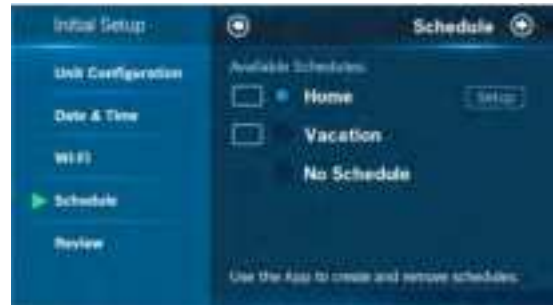 Initial Setup
Schedule
Unit Configuration
Date & Time
Wi-Fi
Schedule
Review
Available Schedules:
Home
Setup
Vacation
No Schedule
Use the App to create and remove schedules.